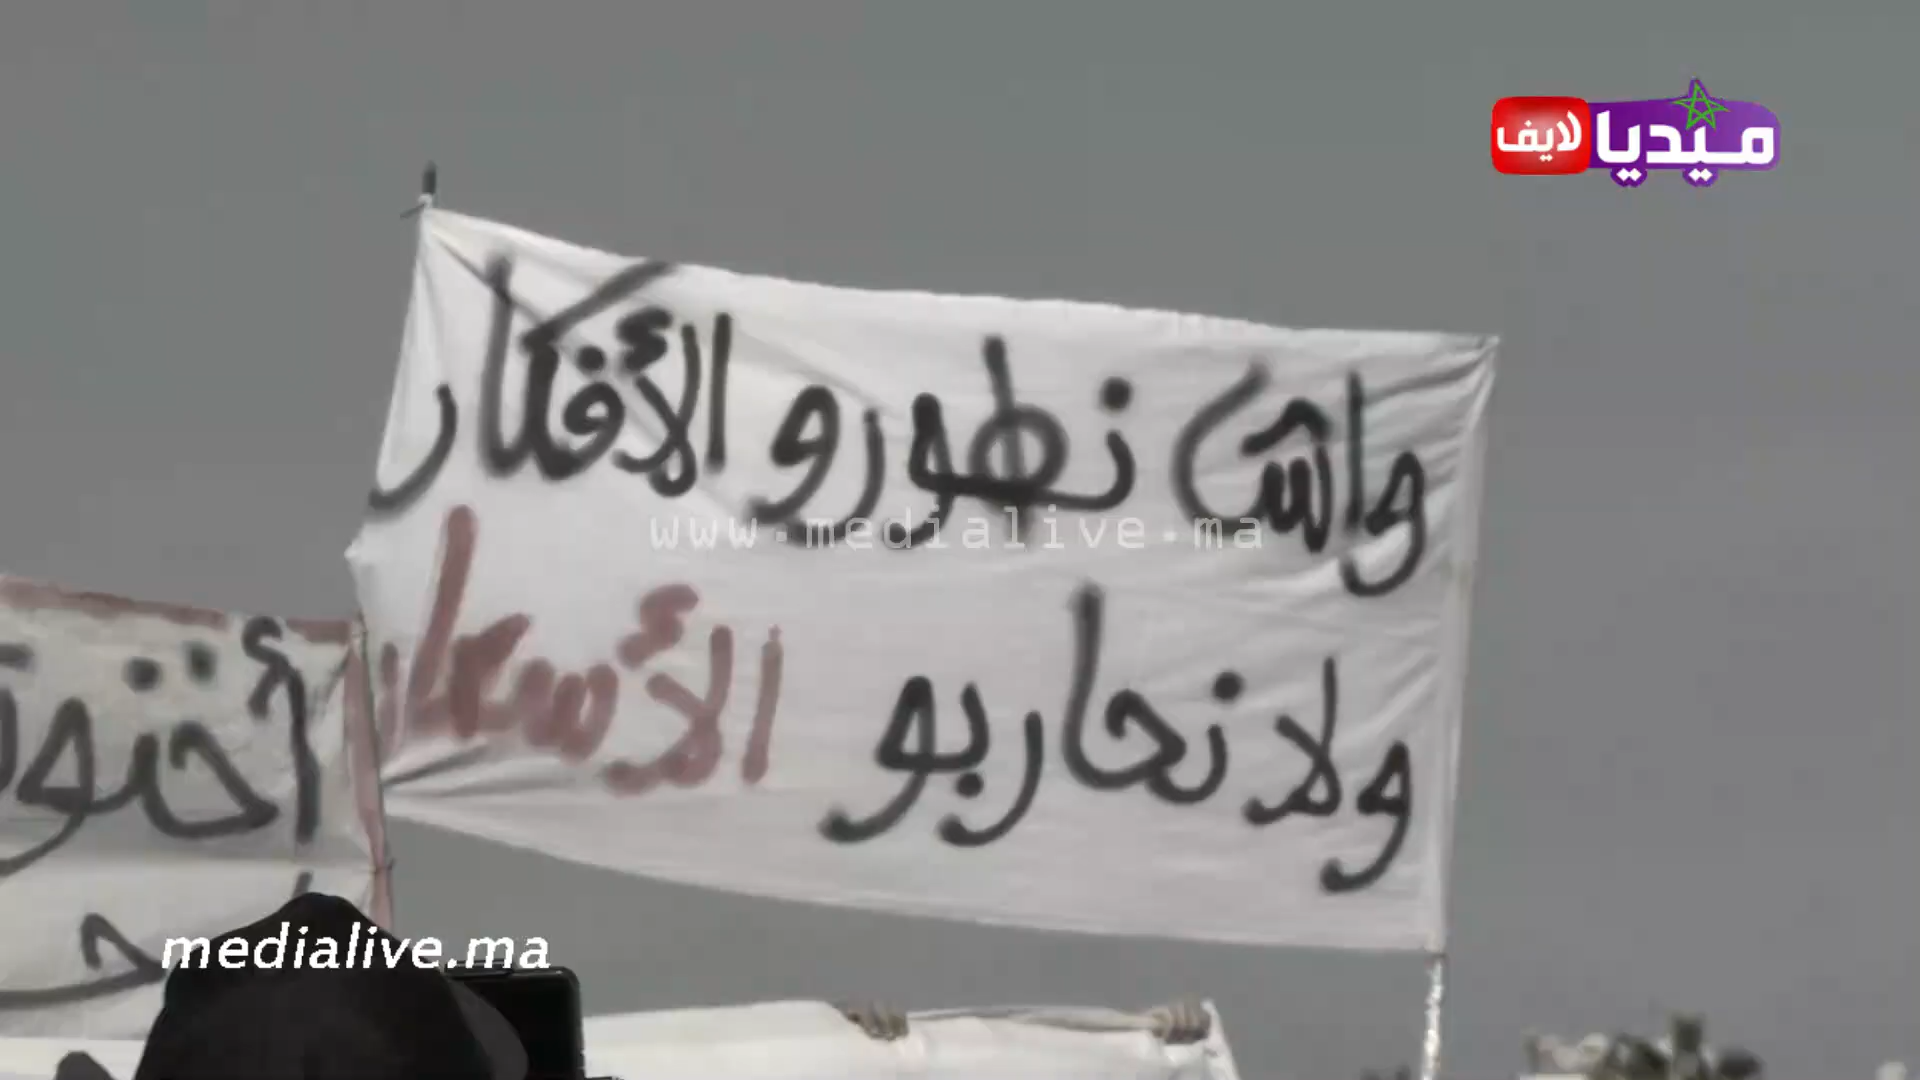 ميديا لايف
واش نطورو الأفكار
www.medialive.ma
ولا نحاربو الأسعار
medialive.ma